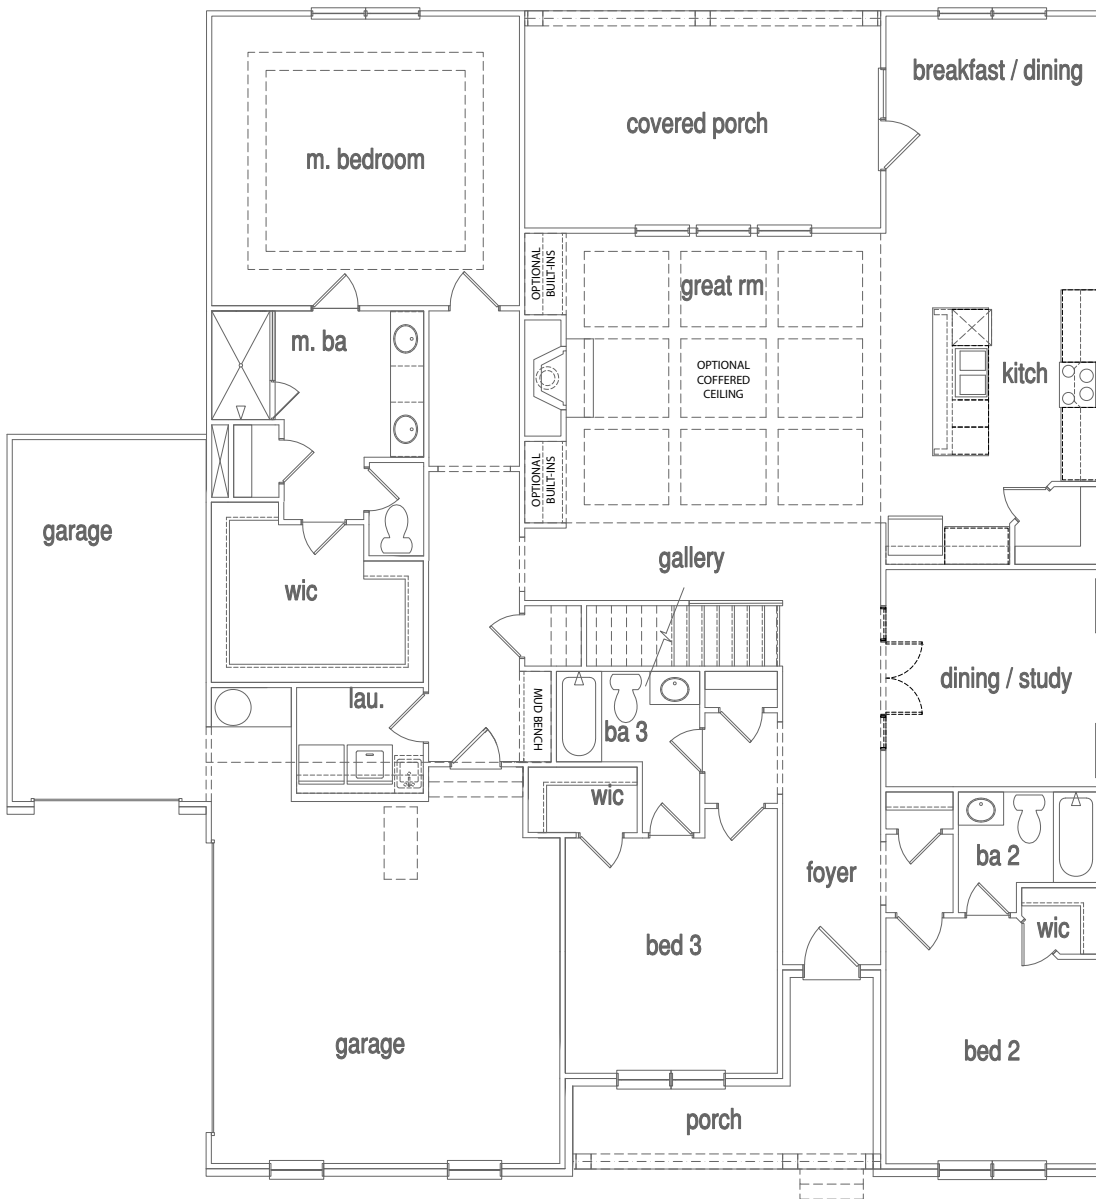 breakfast / dining
covered porch
m. bedroom
OPTIONAL
BUILT-INS
great rm
m. ba
OPTIONAL
COFFERED
CEILING
kitch
OPTIONAL
BUILT-INS
garage
gallery
wic
dining / study
lau.
MUD BENCH
ba 3
wic
ba 2
foyer
wic
bed 3
garage
bed 2
porch